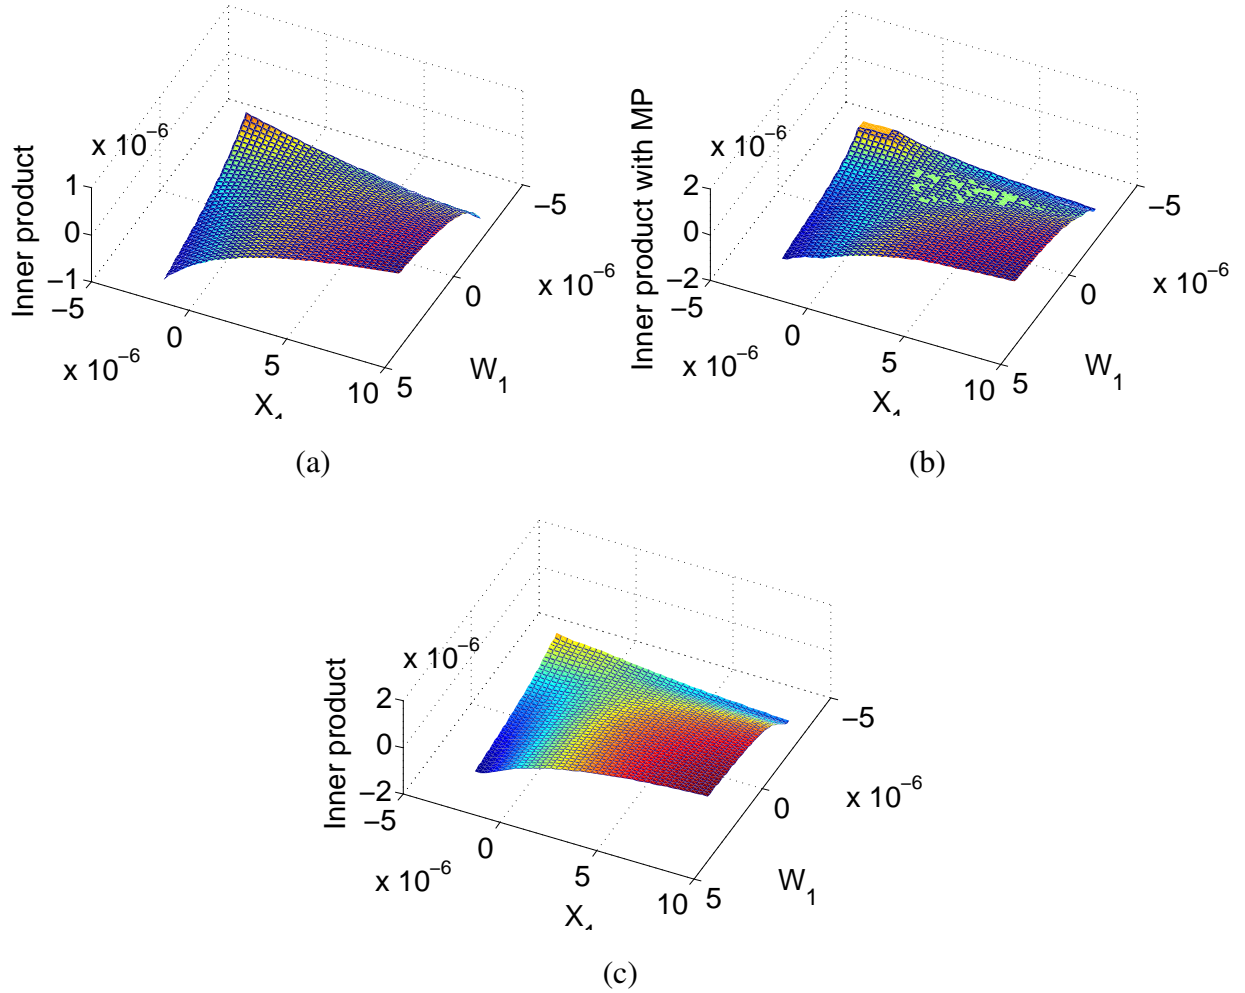 x 10⁻⁶
Inner product
1
0
−1
−5
0
5
10
x 10⁻⁶
X₁
5
0
−5
x 10⁻⁶
W₁
(a)
x 10⁻⁶
Inner product with MP
2
0
−2
−5
0
5
10
x 10⁻⁶
X₁
5
0
−5
x 10⁻⁶
W₁
(b)
x 10⁻⁶
Inner product
2
0
−2
−5
0
5
10
x 10⁻⁶
X₁
5
0
−5
x 10⁻⁶
W₁
(c)